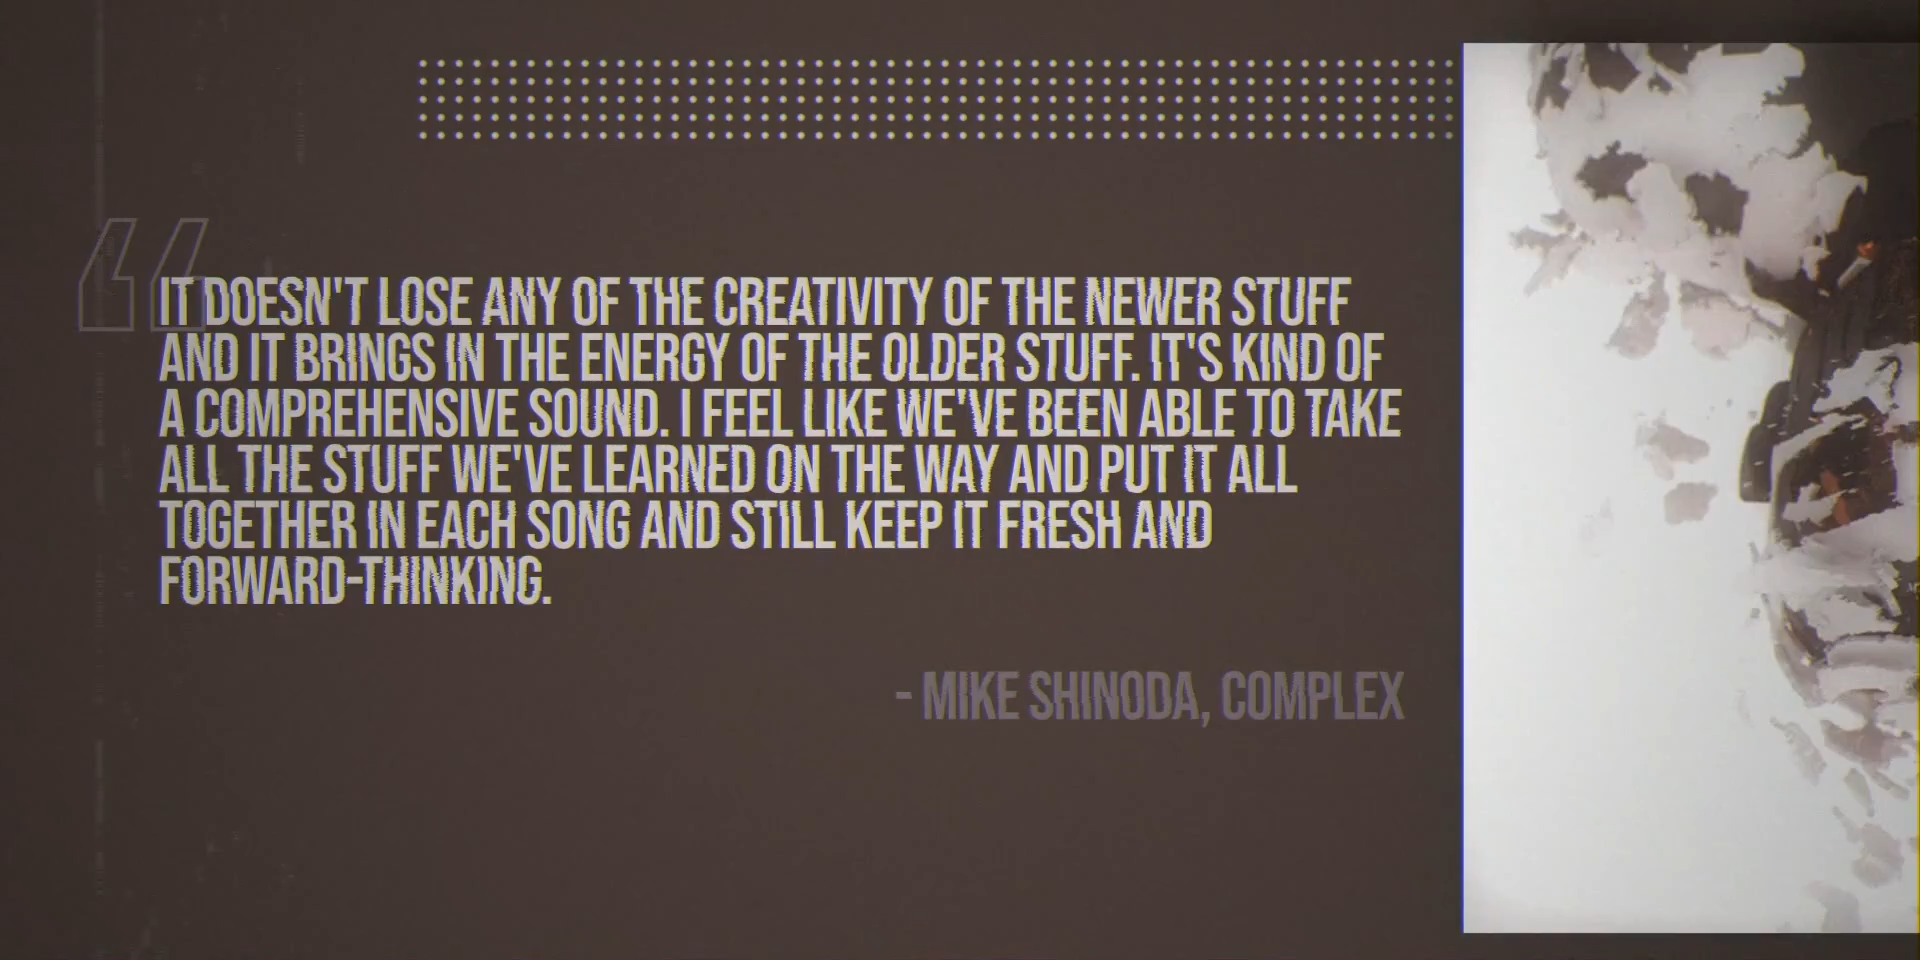 “
IT DOESN'T LOSE ANY OF THE CREATIVITY OF THE NEWER STUFF
AND IT BRINGS IN THE ENERGY OF THE OLDER STUFF. IT'S KIND OF
A COMPREHENSIVE SOUND. I FEEL LIKE WE'VE BEEN ABLE TO TAKE
ALL THE STUFF WE'VE LEARNED ON THE WAY AND PUT IT ALL
TOGETHER IN EACH SONG AND STILL KEEP IT FRESH AND
FORWARD-THINKING.
- MIKE SHINODA, COMPLEX